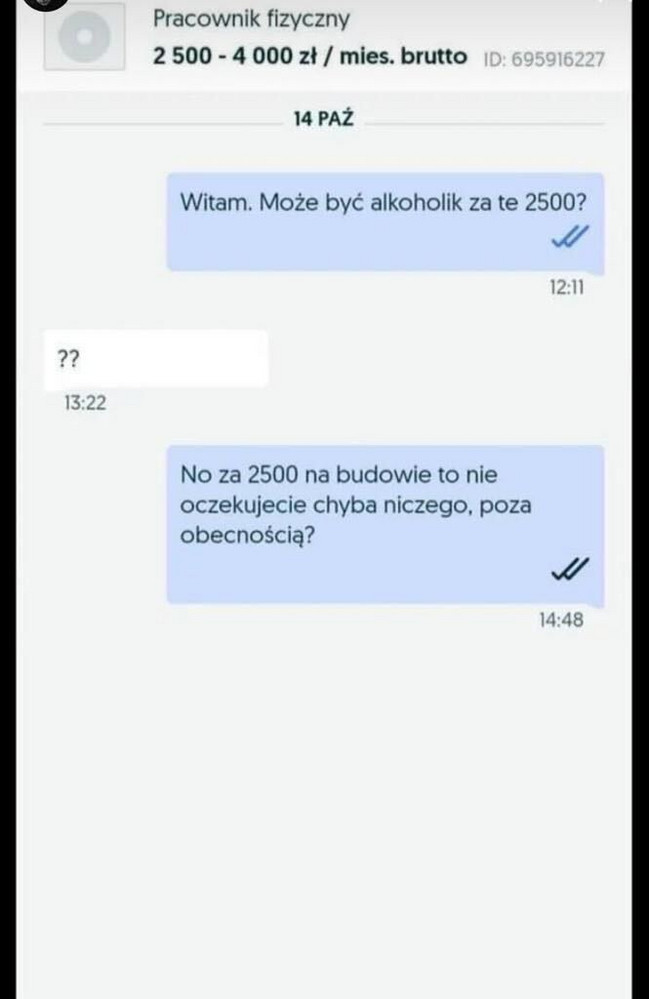 Pracownik fizyczny
2 500 - 4 000 zł / mies. brutto ID: 695916227
14 PAŹ
Witam. Może być alkoholik za te 2500?
12:11
??
13:22
No za 2500 na budowie to nie
oczekujecie chyba niczego, poza
obecnością?
14:48